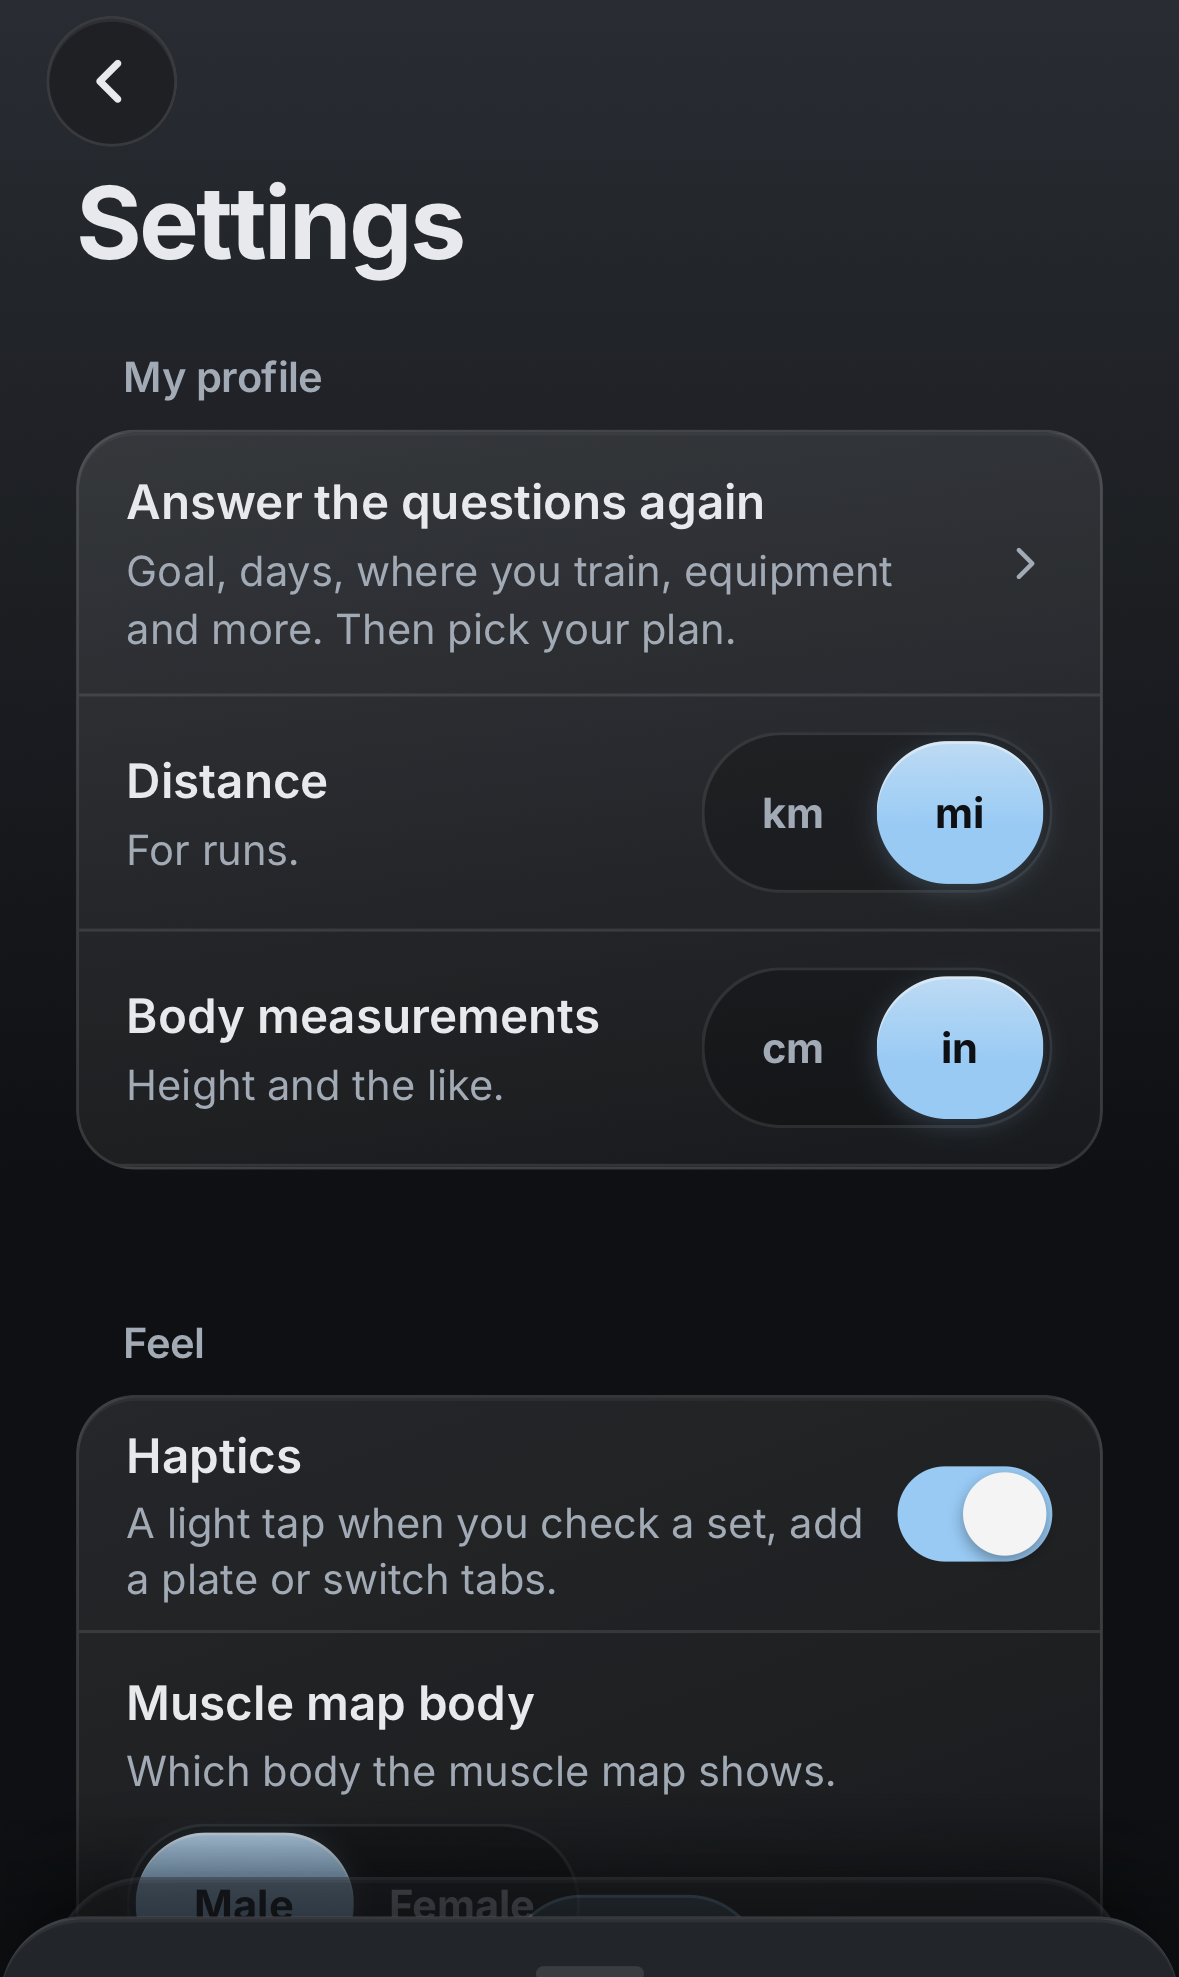 Settings
My profile
Answer the questions again
Goal, days, where you train, equipment
and more. Then pick your plan.
Distance
For runs.
km
mi
Body measurements
Height and the like.
cm
in
Feel
Haptics
A light tap when you check a set, add
a plate or switch tabs.
Muscle map body
Which body the muscle map shows.
Male
Female